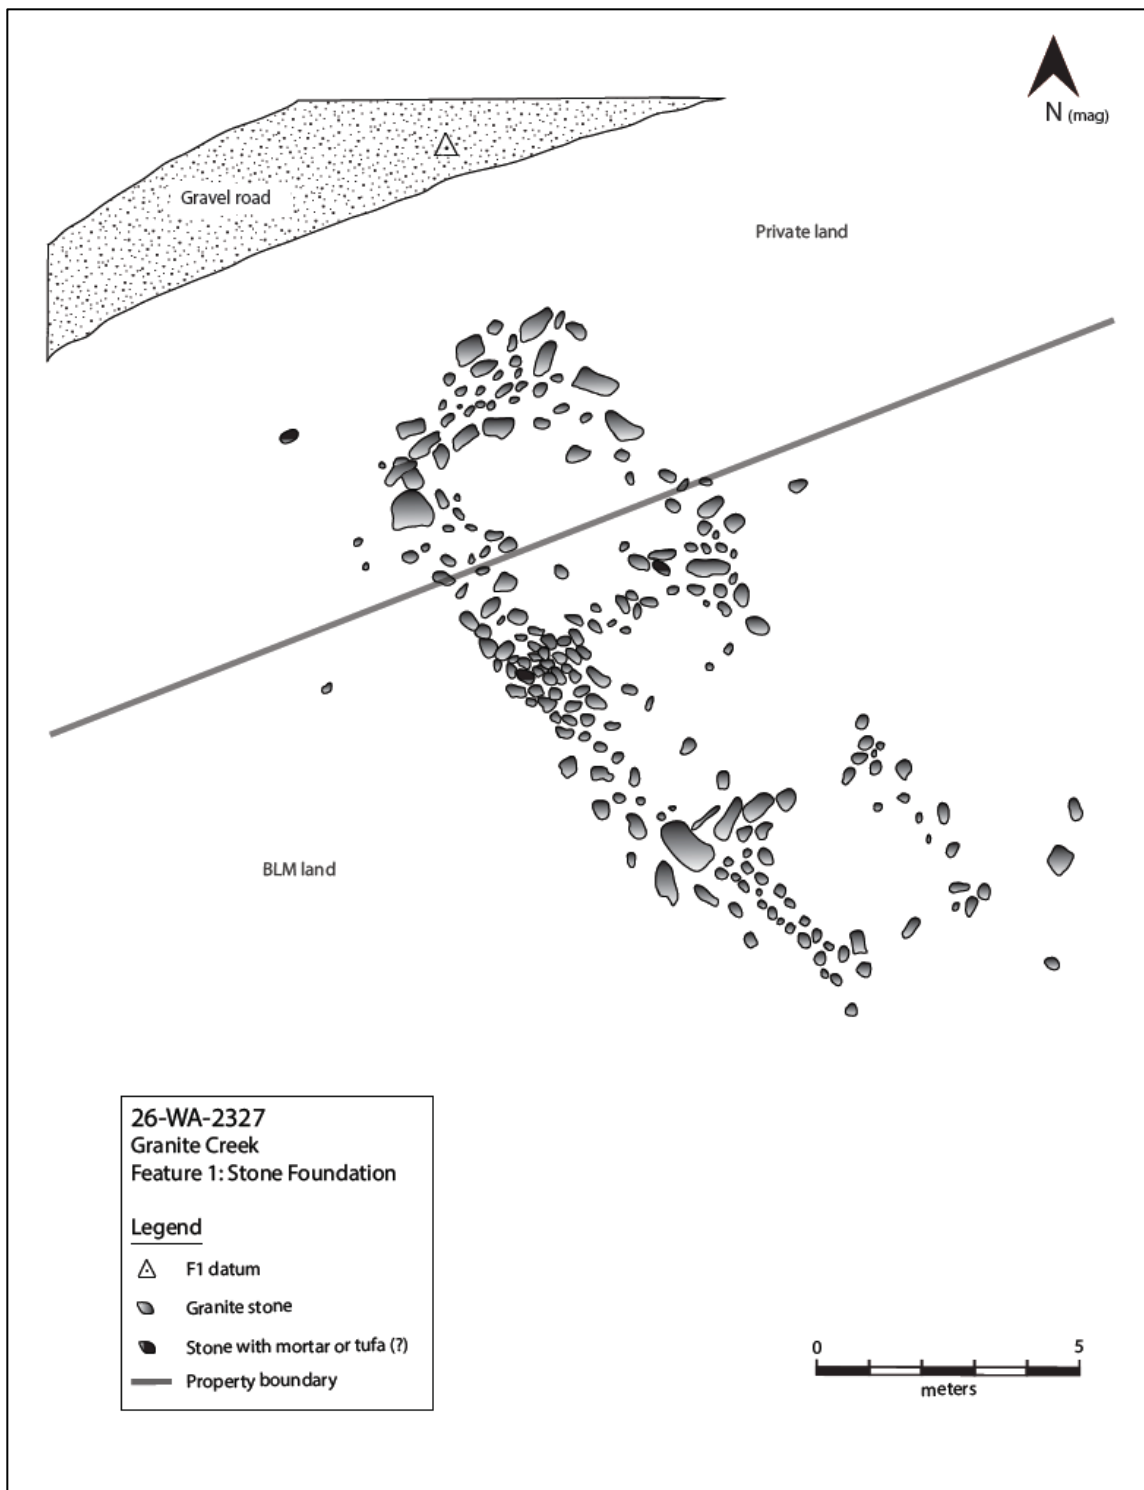 N (mag)
Gravel road
Private land
BLM land
26-WA-2327
Granite Creek
Feature 1: Stone Foundation
Legend
F1 datum
Granite stone
Stone with mortar or tufa (?)
Property boundary
0 5
meters